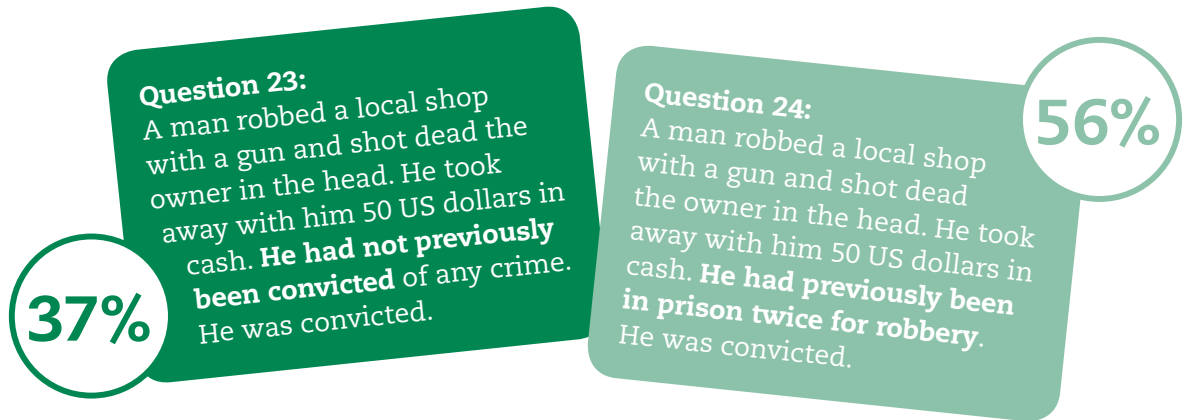 Question 23:
A man robbed a local shop
with a gun and shot dead the
owner in the head. He took
away with him 50 US dollars in
cash. He had not previously
been convicted of any crime.
He was convicted.
37%
Question 24:
A man robbed a local shop
with a gun and shot dead
the owner in the head. He took
away with him 50 US dollars in
cash. He had previously been
in prison twice for robbery.
He was convicted.
56%